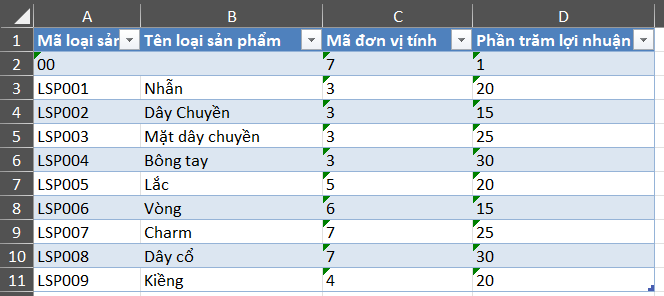 A B C D
1 Mã loại sản Tên loại sản phẩm Mã đơn vị tính Phần trăm lợi nhuận
2 00 7 1
3 LSP001 Nhẫn 3 20
4 LSP002 Dây Chuyền 3 15
5 LSP003 Mặt dây chuyền 3 25
6 LSP004 Bông tay 3 30
7 LSP005 Lắc 5 20
8 LSP006 Vòng 6 15
9 LSP007 Charm 7 25
10 LSP008 Dây cổ 7 30
11 LSP009 Kiềng 4 20